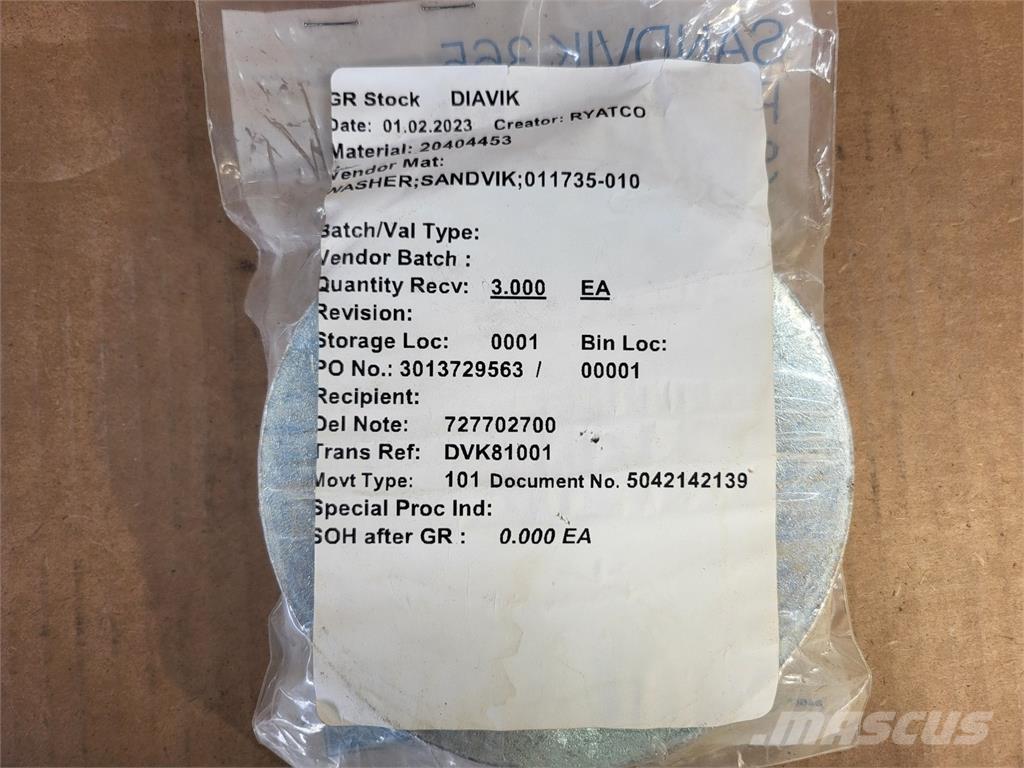 SANDVIK 365
GR Stock DIAVIK
Date: 01.02.2023 Creator: RYATCO
Material: 20404453
Vendor Mat:
WASHER;SANDVIK;011735-010
Batch/Val Type:
Vendor Batch :
Quantity Recv: 3.000 EA
Revision:
Storage Loc: 0001 Bin Loc:
PO No.: 3013729563 / 00001
Recipient:
Del Note: 727702700
Trans Ref: DVK81001
Movt Type: 101 Document No. 5042142139
Special Proc Ind:
SOH after GR : 0.000 EA
MASCUS